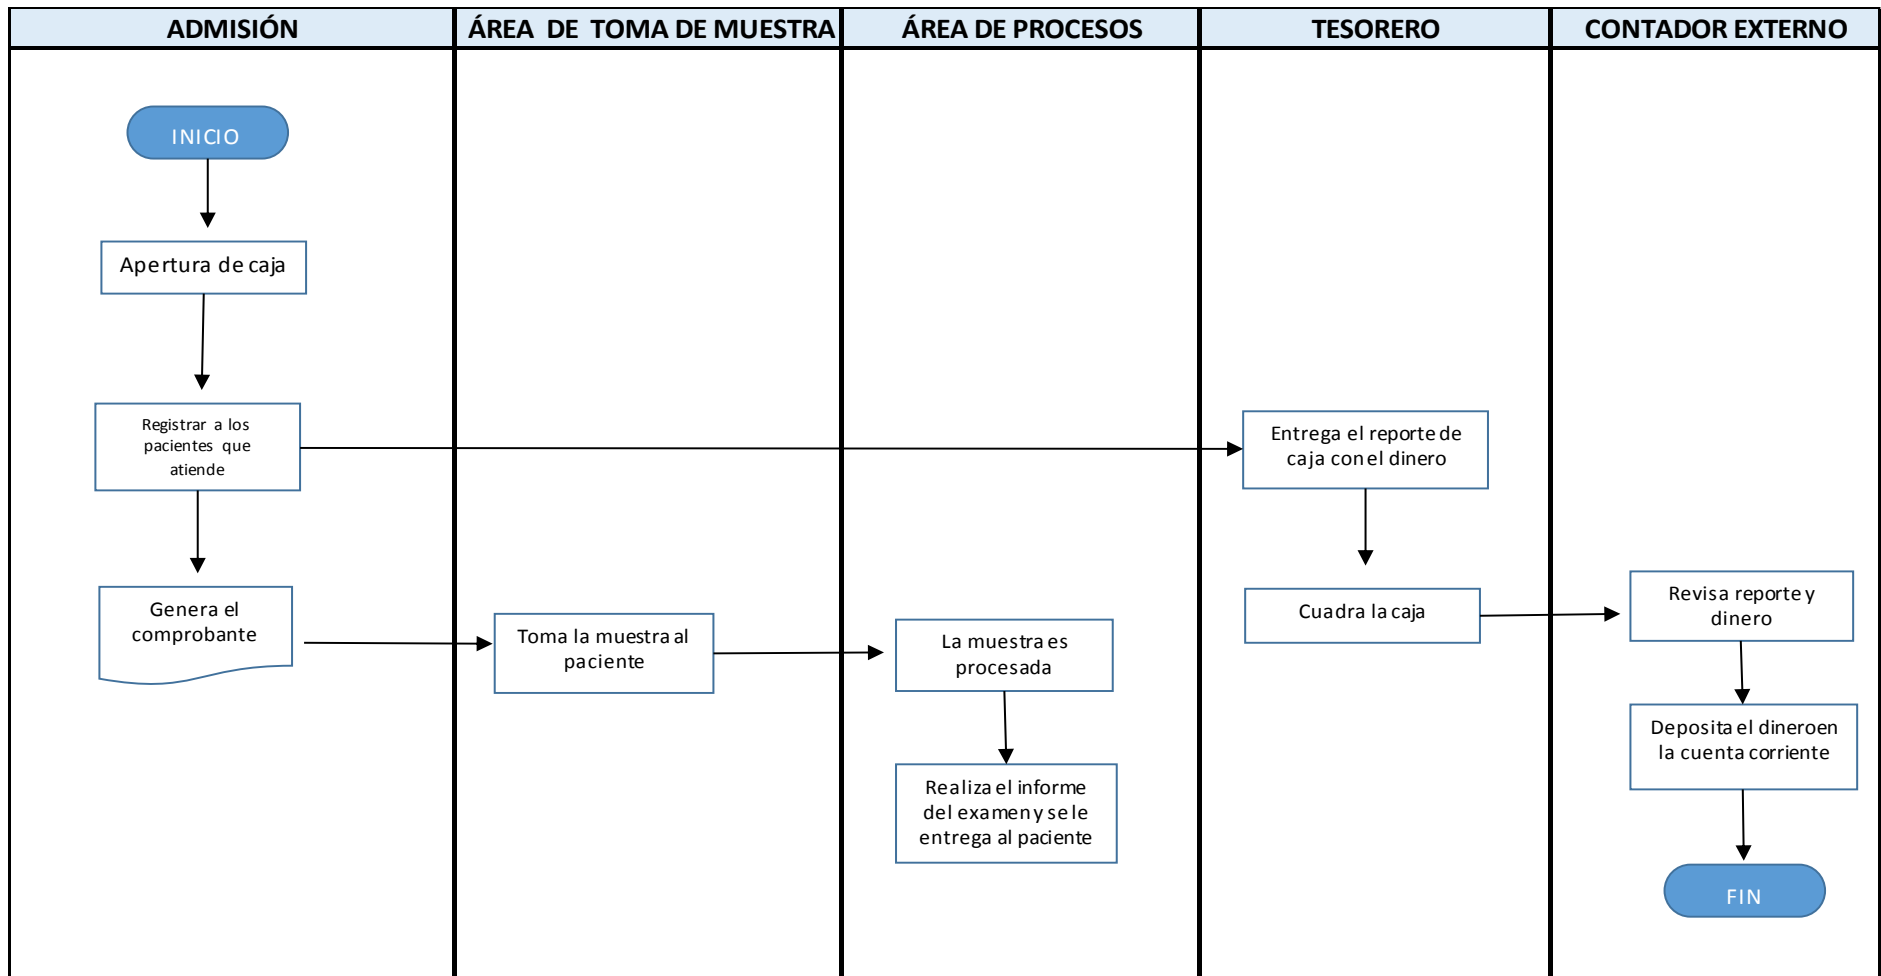 ADMISIÓN
ÁREA DE TOMA DE MUESTRA
ÁREA DE PROCESOS
TESORERO
CONTADOR EXTERNO
INICIO
Apertura de caja
Registrar a los
pacientes que
atiende
Genera el
comprobante
Toma la muestra al
paciente
La muestra es
procesada
Realiza el informe
del examen y se le
entrega al paciente
Entrega el reporte de
caja con el dinero
Cuadra la caja
Revisa reporte y
dinero
Deposita el dineroen
la cuenta corriente
FIN